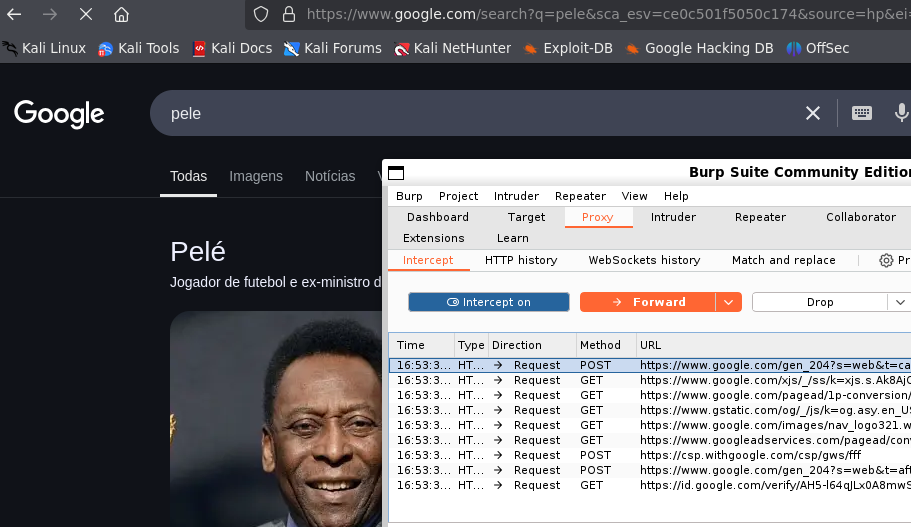 https://www.google.com/search?q=pele&sca_esv=ce0c501f5050c174&source=hp&ei=
Kali Linux Kali Tools Kali Docs Kali Forums Kali NetHunter Exploit-DB Google Hacking DB OffSec
Google pele
Todas Imagens Notícias
Pelé
Jogador de futebol e ex-ministro d
Burp Suite Community Edition
Burp Project Intruder Repeater View Help
Dashboard Target Proxy Intruder Repeater Collaborator
Extensions Learn
Intercept HTTP history WebSockets history Match and replace Pr
Intercept on Forward Drop
Time Type Direction Method URL
16:53:3... HT... → Request POST https://www.google.com/gen_204?s=web&t=ca
16:53:3... HT... → Request GET https://www.google.com/xjs/_/ss/k=xjs.s.Ak8AjC
16:53:3... HT... → Request GET https://www.google.com/pagead/1p-conversion/
16:53:3... HT... → Request GET https://www.gstatic.com/og/_/js/k=og.asy.en_US
16:53:3... HT... → Request GET https://www.google.com/images/nav_logo321.w
16:53:3... HT... → Request GET https://www.googleadservices.com/pagead/conv
16:53:3... HT... → Request POST https://csp.withgoogle.com/csp/gws/fff
16:53:3... HT... → Request POST https://www.google.com/gen_204?s=web&t=aft
16:53:3... HT... → Request GET https://id.google.com/verify/AH5-l64qJLx0A8mwS